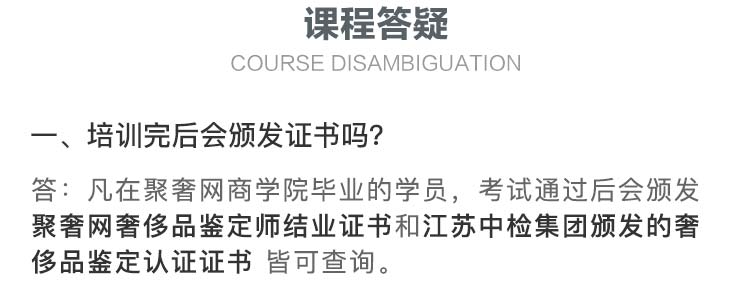 课程答疑
COURSE DISAMBIGUATION
一、培训完后会颁发证书吗?
答：凡在聚奢网商学院毕业的学员，考试通过后会颁发
聚奢网奢侈品鉴定师结业证书和江苏中检集团颁发的奢
侈品鉴定认证证书 皆可查询。